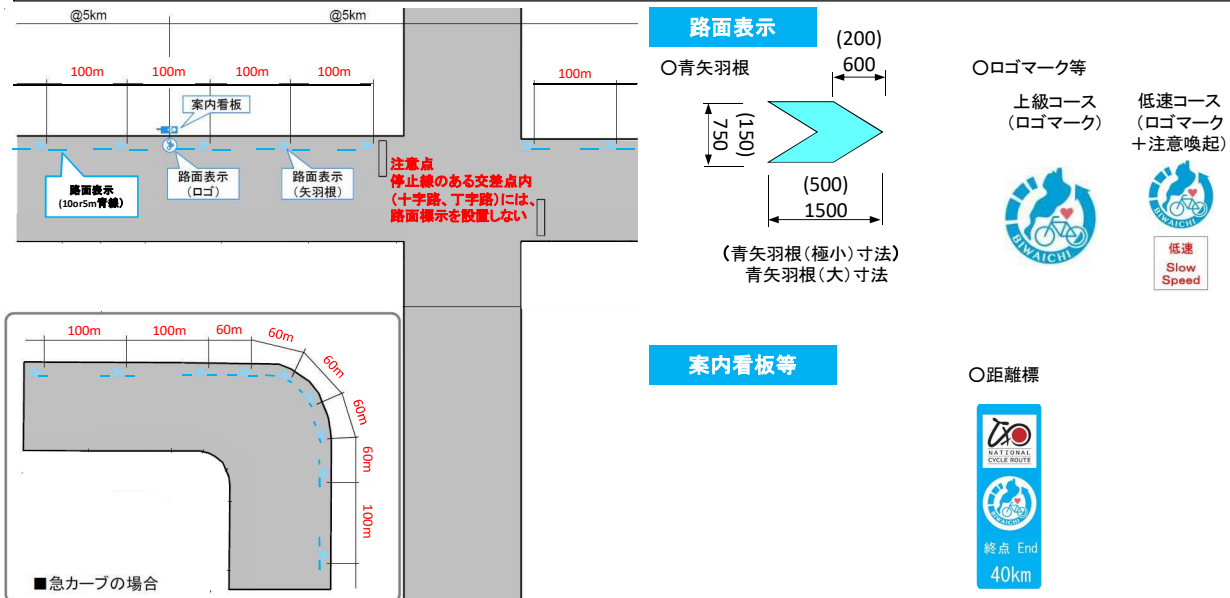 @5km
@5km
100m
100m
100m
100m
100m
案内看板
路面表示
(10or5m青線)
路面表示
(ロゴ)
路面表示
(矢羽根)
注意点
停止線のある交差点内
(十字路、丁字路)には、
路面標示を設置しない
100m
100m
60m
60m
60m
60m
60m
100m
■急カーブの場合
路面表示
○青矢羽根
(200)
600
(150)
750
(500)
1500
(青矢羽根(極小)寸法)
青矢羽根(大)寸法
○ロゴマーク等
上級コース
(ロゴマーク)
低速コース
(ロゴマーク
+注意喚起)
BIWAICHI
BIWAICHI
低速
Slow
Speed
案内看板等
○距離標
NATIONAL
CYCLE ROUTE
BIWAICHI
終点 End
40km